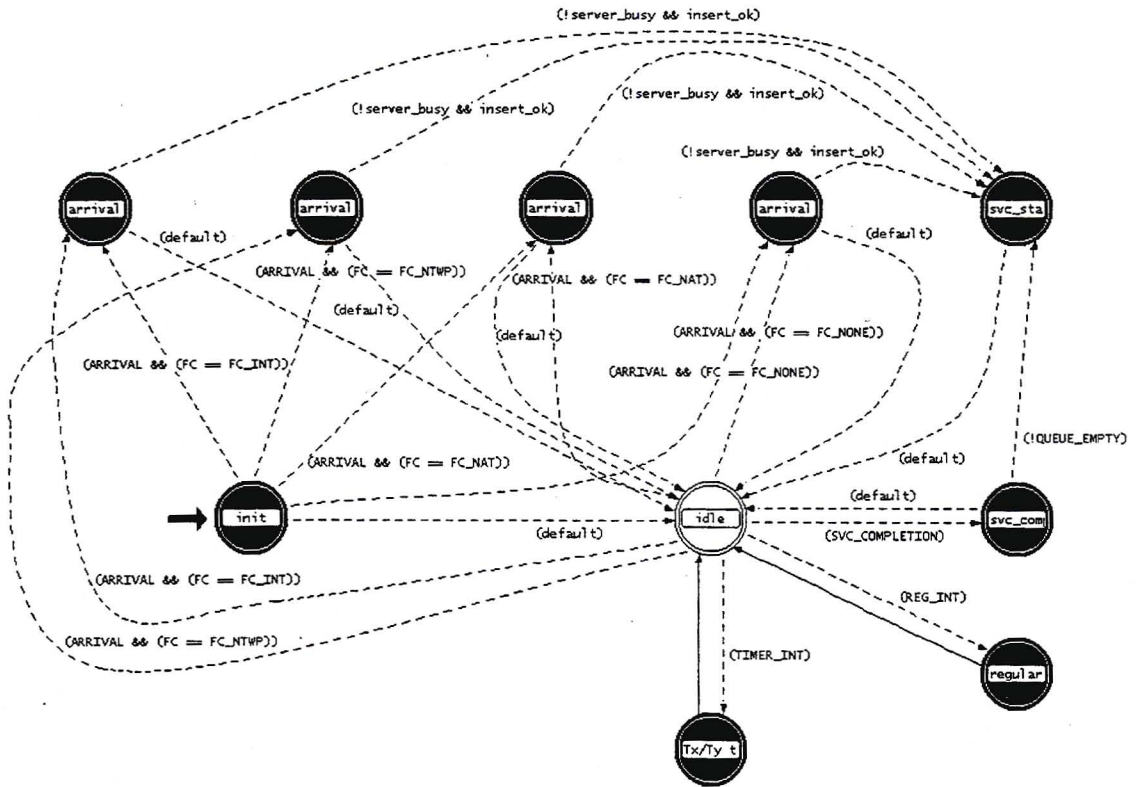 (!server_busy && insert_ok)
(!server_busy && insert_ok)
(!server_busy && insert_ok)
(!server_busy && insert_ok)
arrival
arrival
arrival
arrival
svc_sta
(default)
(default)
(ARRIVAL && (FC == FC_NTWP))
(ARRIVAL && (FC == FC_NAT))
(default)
(default)
(ARRIVAL && (FC == FC_NONE))
(ARRIVAL && (FC == FC_INT))
(ARRIVAL && (FC == FC_NONE))
(!QUEUE_EMPTY)
(ARRIVAL && (FC == FC_NAT))
(default)
(default)
init
idle
svc_com
(default)
(SVC_COMPLETION)
(ARRIVAL && (FC == FC_INT))
(REG_INT)
(ARRIVAL && (FC == FC_NTWP))
(TIMER_INT)
regular
Tx/Ty t